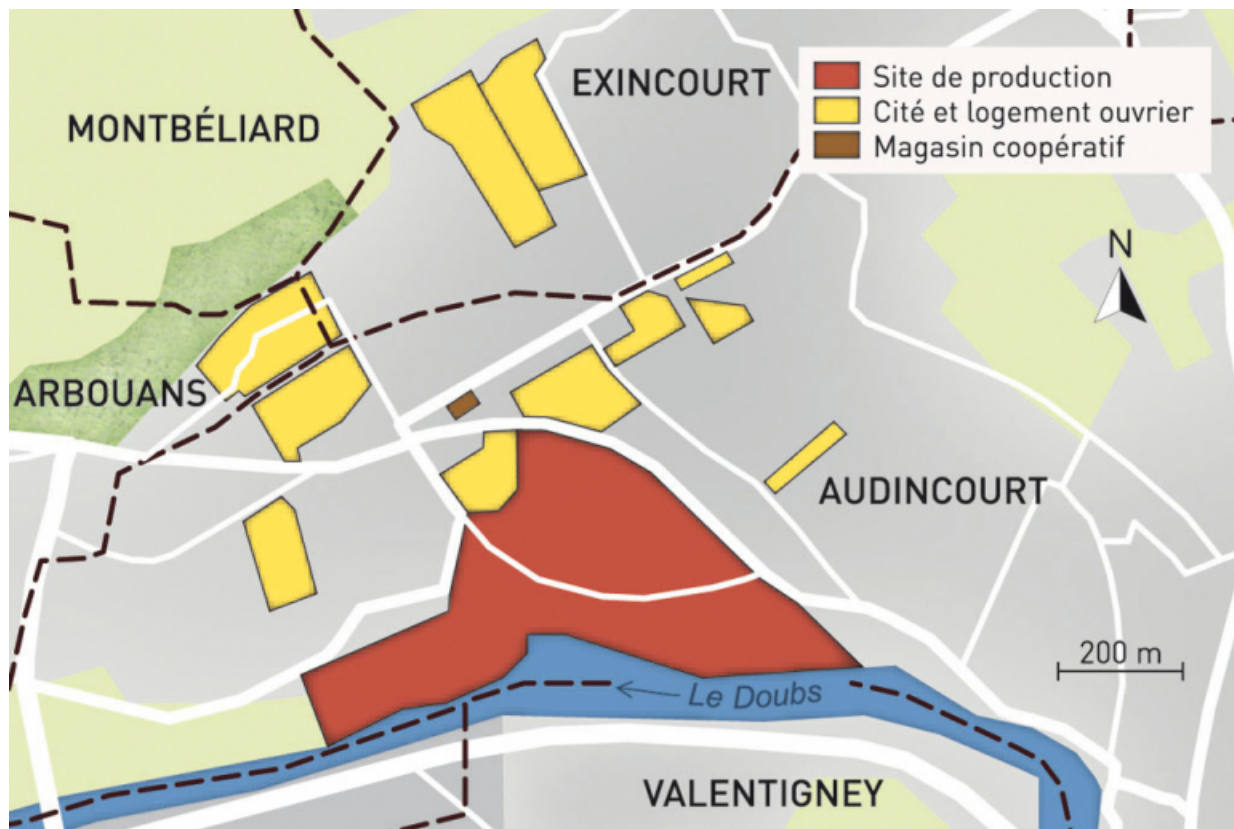 EXINCOURT
Site de production
Cité et logement ouvrier
Magasin coopératif
MONTBÉLIARD
N
ARBOUANS
AUDINCOURT
200 m
Le Doubs
VALENTIGNEY